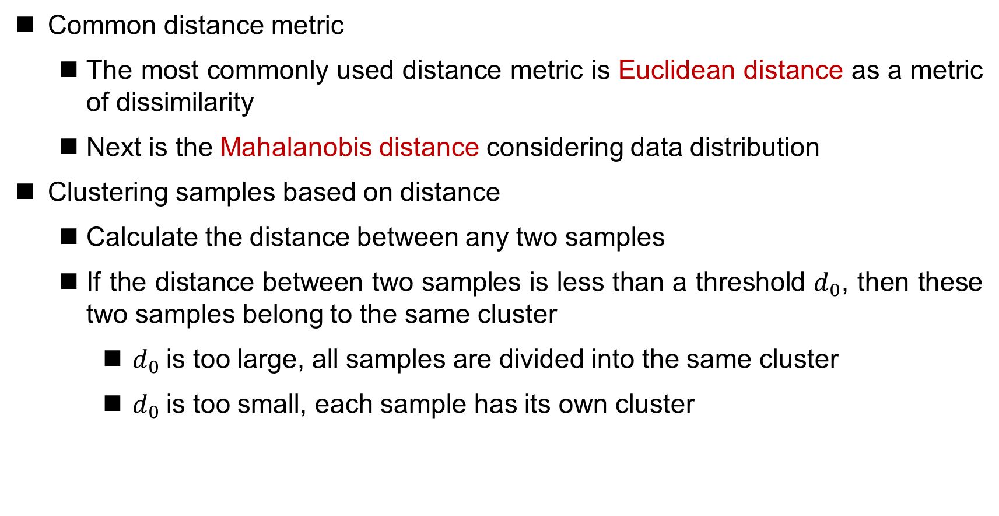 ■ Common distance metric
■ The most commonly used distance metric is Euclidean distance as a metric
of dissimilarity
■ Next is the Mahalanobis distance considering data distribution
■ Clustering samples based on distance
■ Calculate the distance between any two samples
■ If the distance between two samples is less than a threshold d₀, then these
two samples belong to the same cluster
■ d₀ is too large, all samples are divided into the same cluster
■ d₀ is too small, each sample has its own cluster